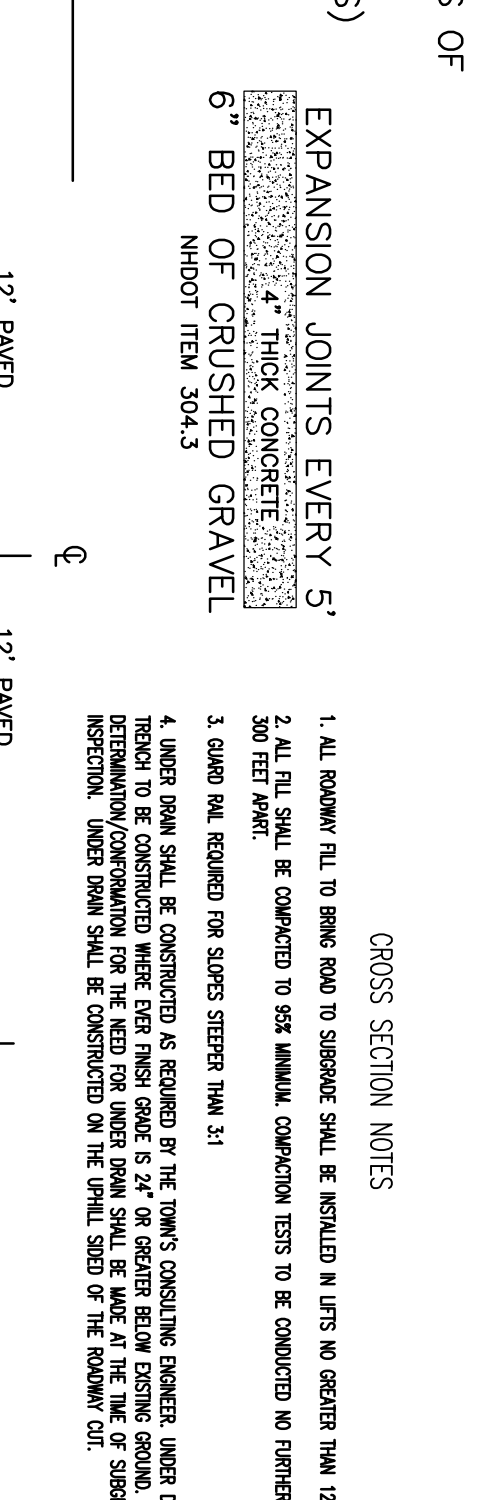 S OF
S)
EXPANSION JOINTS EVERY 5'
4" THICK CONCRETE
6" BED OF CRUSHED GRAVEL
NHDOT ITEM 304.3
CROSS SECTION NOTES
1. ALL ROADWAY FILL TO BRING ROAD TO SUBGRADE SHALL BE INSTALLED IN LIFTS NO GREATER THAN 12
2. ALL FILL SHALL BE COMPACTED TO 95% MINIMUM. COMPACTION TESTS TO BE CONDUCTED NO FURTHER
300 FEET APART.
3. GUARD RAIL REQUIRED FOR SLOPES STEEPER THAN 3:1
4. UNDER DRAIN SHALL BE CONSTRUCTED AS REQUIRED BY THE TOWN'S CONSULTING ENGINEER. UNDER D
TRENCH TO BE CONSTRUCTED WHERE EVER FINISH GRADE IS 24" OR GREATER BELOW EXISTING GROUND.
DETERMINATION/CONFORMATION FOR THE NEED FOR UNDER DRAIN SHALL BE MADE AT THE TIME OF SUBG
INSPECTION. UNDER DRAIN SHALL BE CONSTRUCTED ON THE UPHILL SIDED OF THE ROADWAY CUT.
℄
12' PAVED
12' PAVED